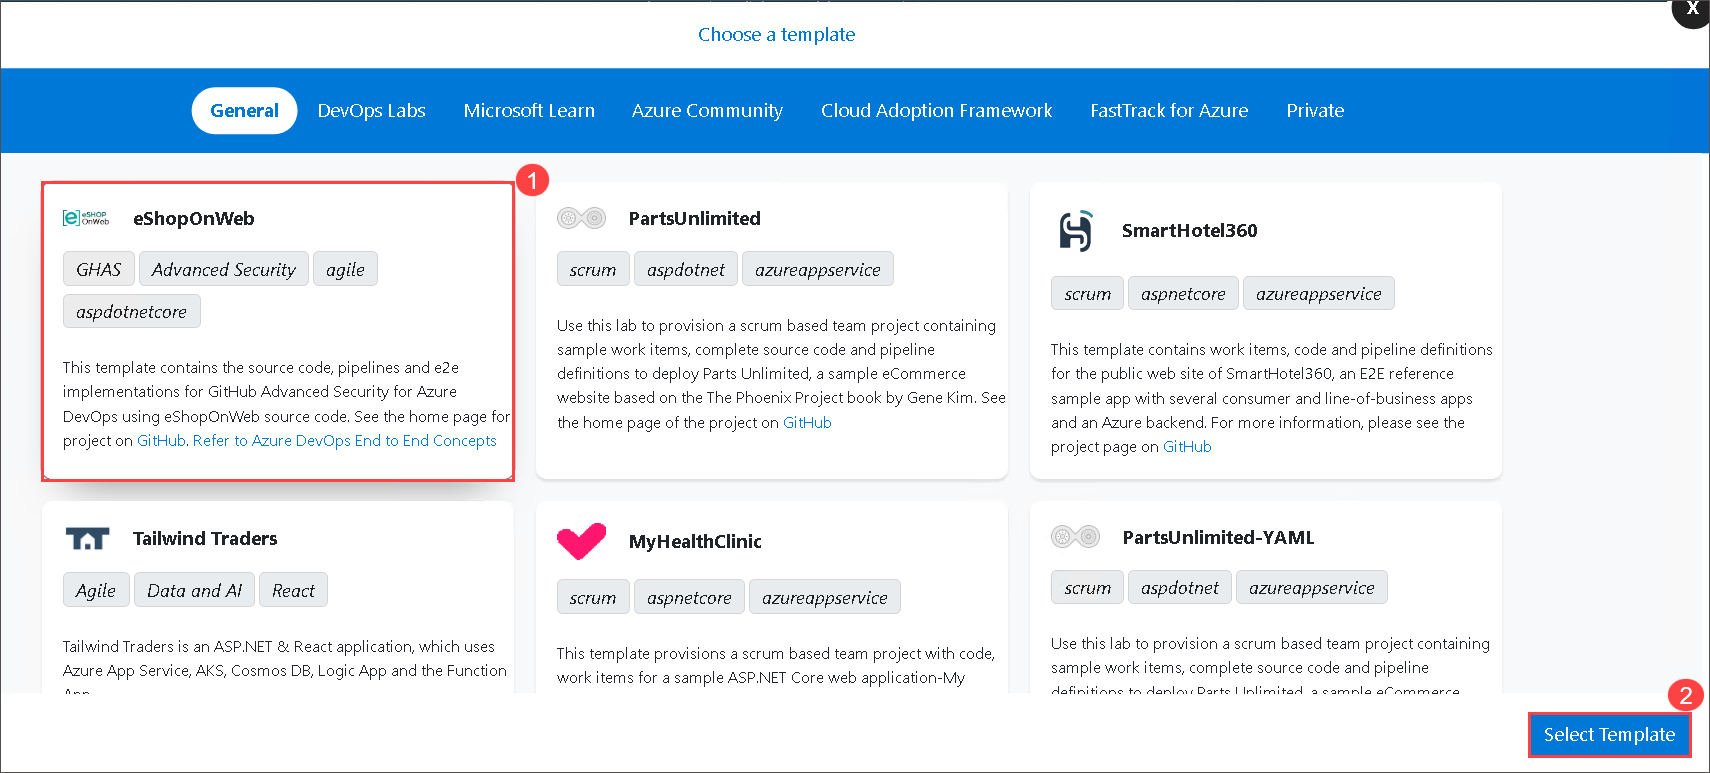 X
Choose a template
General DevOps Labs Microsoft Learn Azure Community Cloud Adoption Framework FastTrack for Azure Private
1
eSHOP
OnWeb
eShopOnWeb
GHAS Advanced Security agile
aspdotnetcore
This template contains the source code, pipelines and e2e
implementations for GitHub Advanced Security for Azure
DevOps using eShopOnWeb source code. See the home page for
project on GitHub. Refer to Azure DevOps End to End Concepts
PartsUnlimited
scrum aspdotnet azureappservice
Use this lab to provision a scrum based team project containing
sample work items, complete source code and pipeline
definitions to deploy Parts Unlimited, a sample eCommerce
website based on the The Phoenix Project book by Gene Kim. See
the home page of the project on GitHub
SmartHotel360
scrum aspnetcore azureappservice
This template contains work items, code and pipeline definitions
for the public web site of SmartHotel360, an E2E reference
sample app with several consumer and line-of-business apps
and an Azure backend. For more information, please see the
project page on GitHub
Tailwind Traders
Agile Data and AI React
Tailwind Traders is an ASP.NET & React application, which uses
Azure App Service, AKS, Cosmos DB, Logic App and the Function
App
MyHealthClinic
scrum aspnetcore azureappservice
This template provisions a scrum based team project with code,
work items for a sample ASP.NET Core web application-My
PartsUnlimited-YAML
scrum aspdotnet azureappservice
Use this lab to provision a scrum based team project containing
sample work items, complete source code and pipeline
definitions to deploy Parts Unlimited, a sample eCommerce
2
Select Template